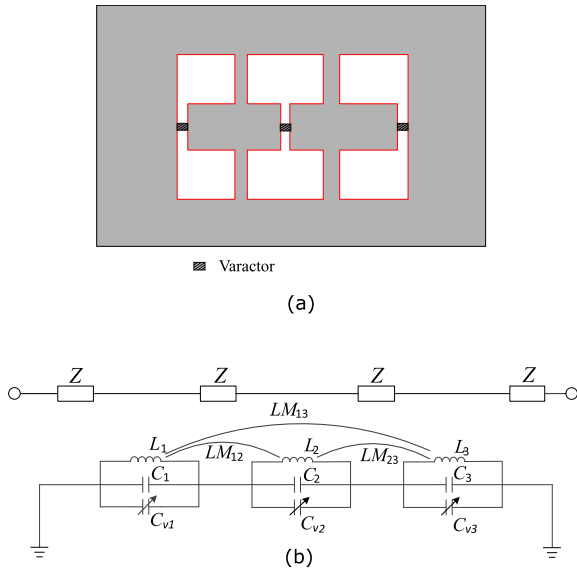 Varactor
(a)
Z Z Z Z
LM13
L1 LM12 L2 LM23 L3
C1 C2 C3
Cv1 Cv2 Cv3
(b)